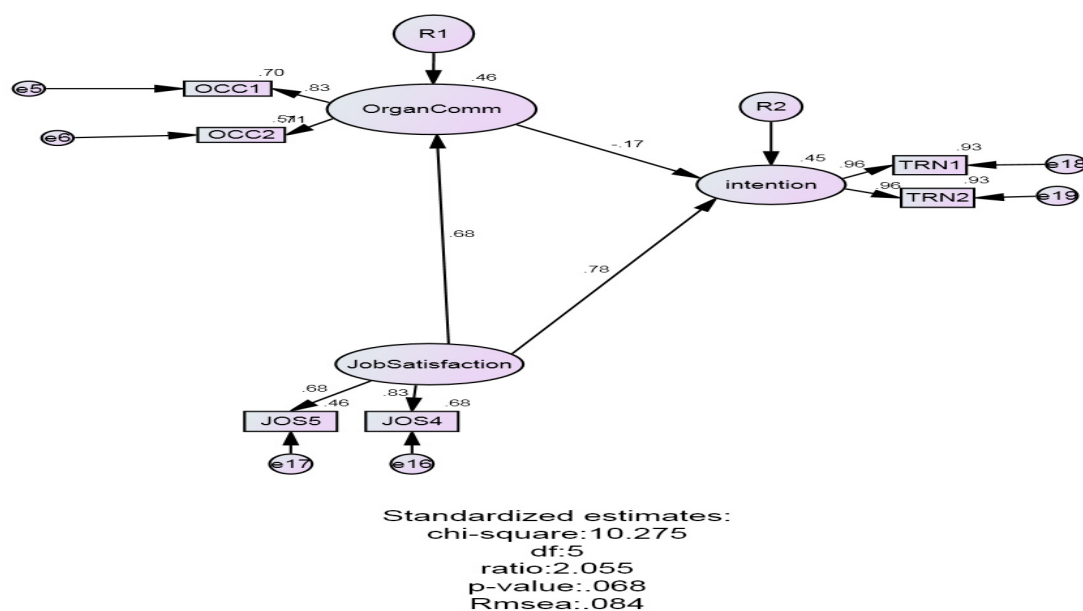 R1
.46
OrganComm
.70
.83
OCC1
e5
.71
OCC2
e6
R2
-.17
.45
intention
.96
.93
TRN1
e18
.96
.93
TRN2
e19
.68
.78
JobSatisfaction
.68
.46
JOS5
.83
.68
JOS4
e17
e16
Standardized estimates:
chi-square:10.275
df:5
ratio:2.055
p-value:.068
Rmsea:.084